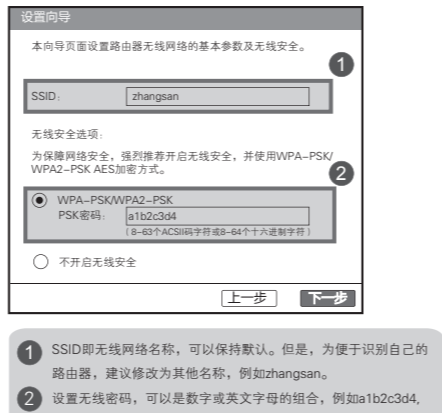 设置向导
本向导页面设置路由器无线网络的基本参数及无线安全。
1
SSID：
zhangsan
无线安全选项：
为保障网络安全，强烈推荐开启无线安全，并使用WPA-PSK/
WPA2-PSK AES加密方式。
2
WPA-PSK/WPA2-PSK
PSK密码：
a1b2c3d4
（8-63个ACSII码字符或8-64个十六进制字符）
不开启无线安全
上一步 下一步
1 SSID即无线网络名称，可以保持默认。但是，为便于识别自己的
路由器，建议修改为其他名称，例如zhangsan。
2 设置无线密码，可以是数字或英文字母的组合，例如a1b2c3d4,